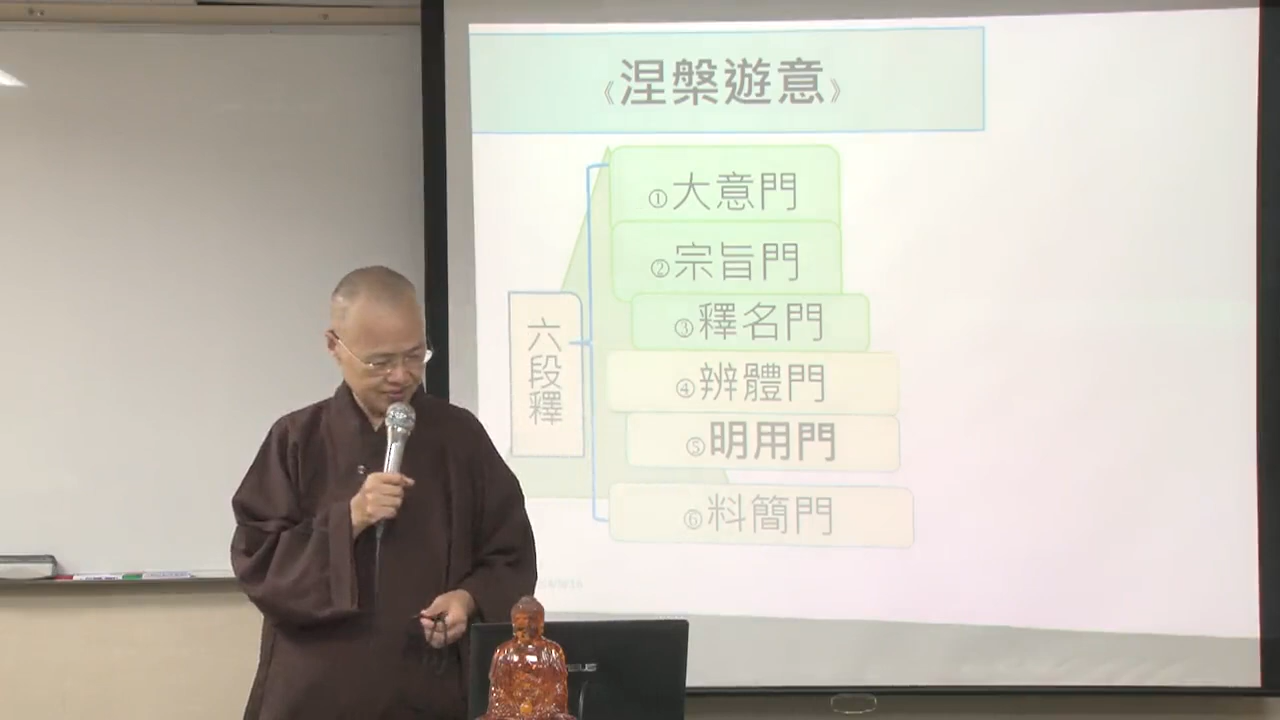 《涅槃遊意》
①大意門
②宗旨門
③釋名門
六段釋
④辨體門
⑤明用門
⑥料簡門